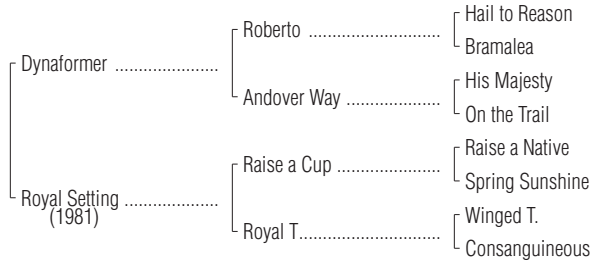 Hail to Reason
Roberto ............................
Bramalea
Dynaformer ......................
His Majesty
Andover Way ....................
On the Trail
Raise a Native
Raise a Cup ......................
Spring Sunshine
Royal Setting ....................
(1981)
Winged T.
Royal T..............................
Consanguineous